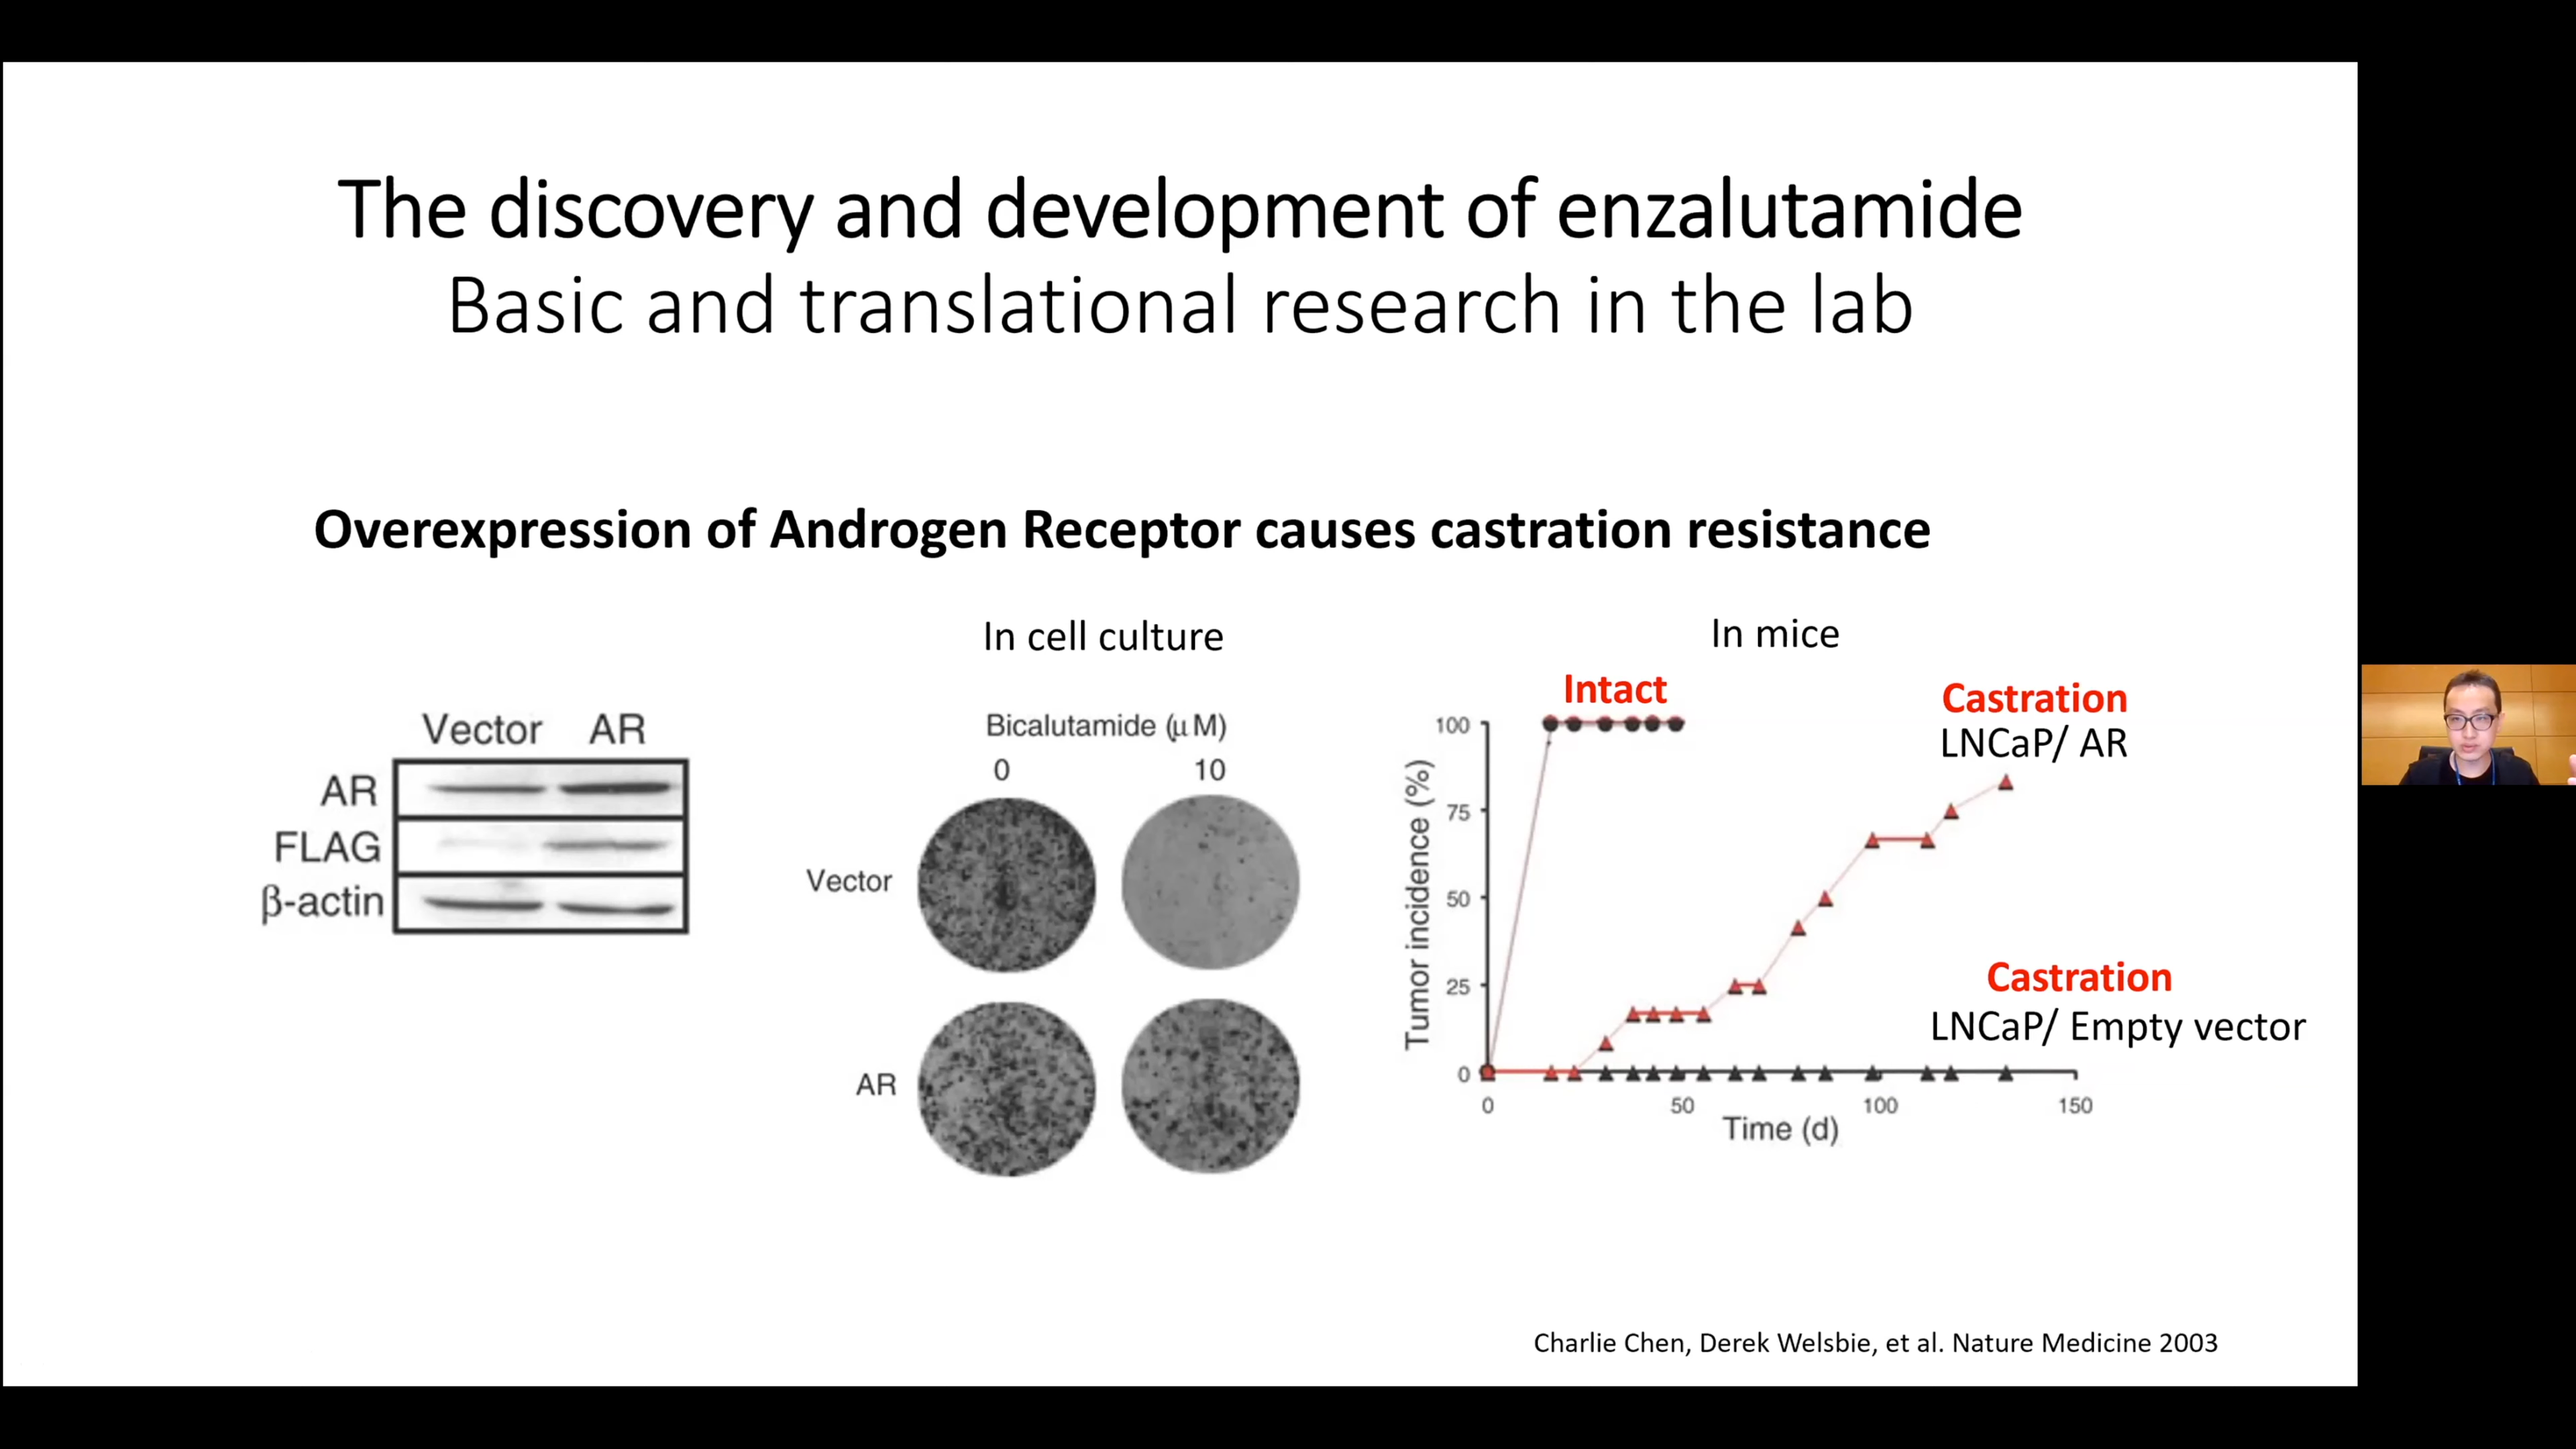 The discovery and development of enzalutamide
Basic and translational research in the lab
Overexpression of Androgen Receptor causes castration resistance
Vector AR
AR
FLAG
β-actin
In cell culture
Bicalutamide (μM)
0 10
Vector
AR
In mice
Intact
Castration
LNCaP/ AR
Castration
LNCaP/ Empty vector
Tumor incidence (%)
100
75
50
25
0
0 50 100 150
Time (d)
Charlie Chen, Derek Welsbie, et al. Nature Medicine 2003